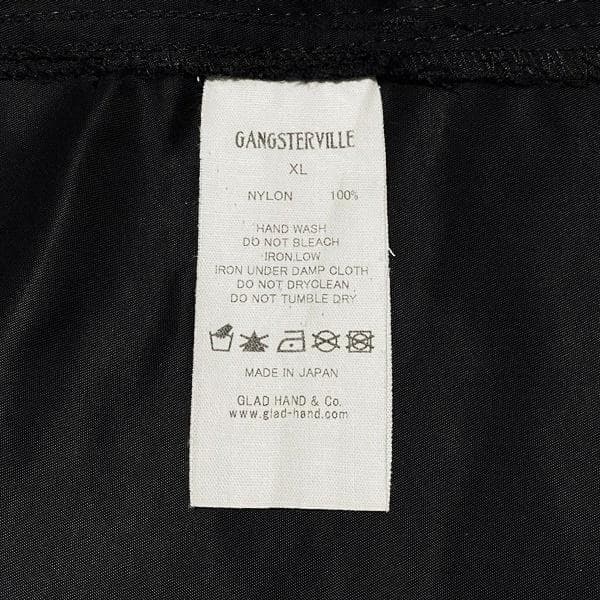 GANGSTERVILLE
XL
NYLON 100%
HAND WASH
DO NOT BLEACH
IRON,LOW
IRON UNDER DAMP CLOTH
DO NOT DRYCLEAN
DO NOT TUMBLE DRY
MADE IN JAPAN
GLAD HAND & Co.
www.glad-hand.com